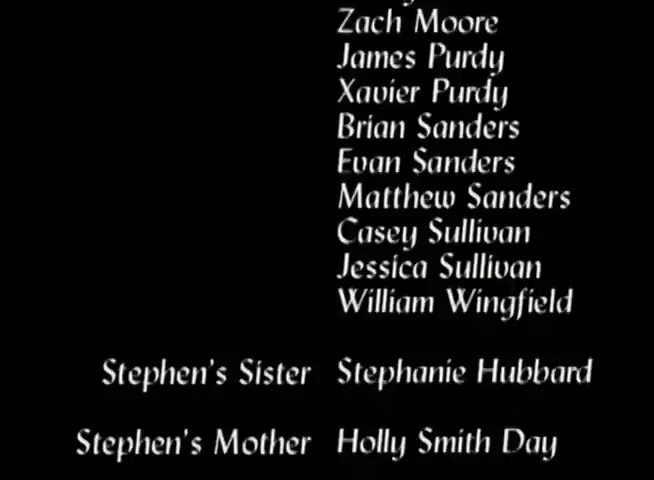 Zach Moore
James Purdy
Xavier Purdy
Brian Sanders
Evan Sanders
Matthew Sanders
Casey Sullivan
Jessica Sullivan
William Wingfield
Stephen's Sister Stephanie Hubbard
Stephen's Mother Holly Smith Day